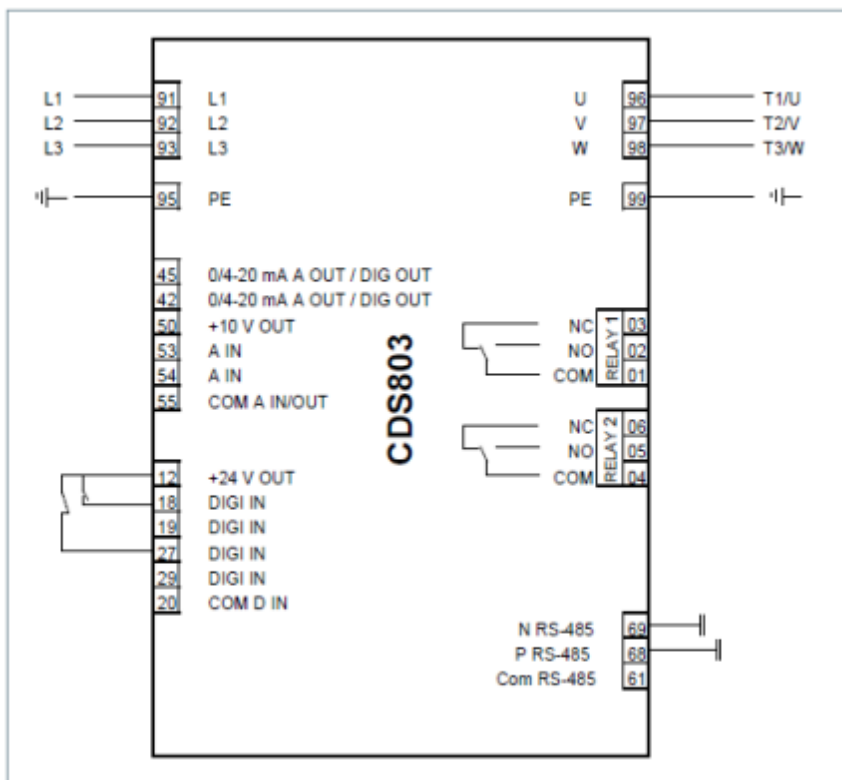 L1 91 L1 U 96 T1/U
L2 92 L2 V 97 T2/V
L3 93 L3 W 98 T3/W
95 PE PE 99
45 0/4-20 mA A OUT / DIG OUT
42 0/4-20 mA A OUT / DIG OUT
50 +10 V OUT
53 A IN
54 A IN
55 COM A IN/OUT
CDS803
NC 03
NO 02
COM 01
RELAY 1
NC 06
NO 05
COM 04
RELAY 2
12 +24 V OUT
18 DIGI IN
19 DIGI IN
27 DIGI IN
29 DIGI IN
20 COM D IN
N RS-485 69
P RS-485 68
Com RS-485 61